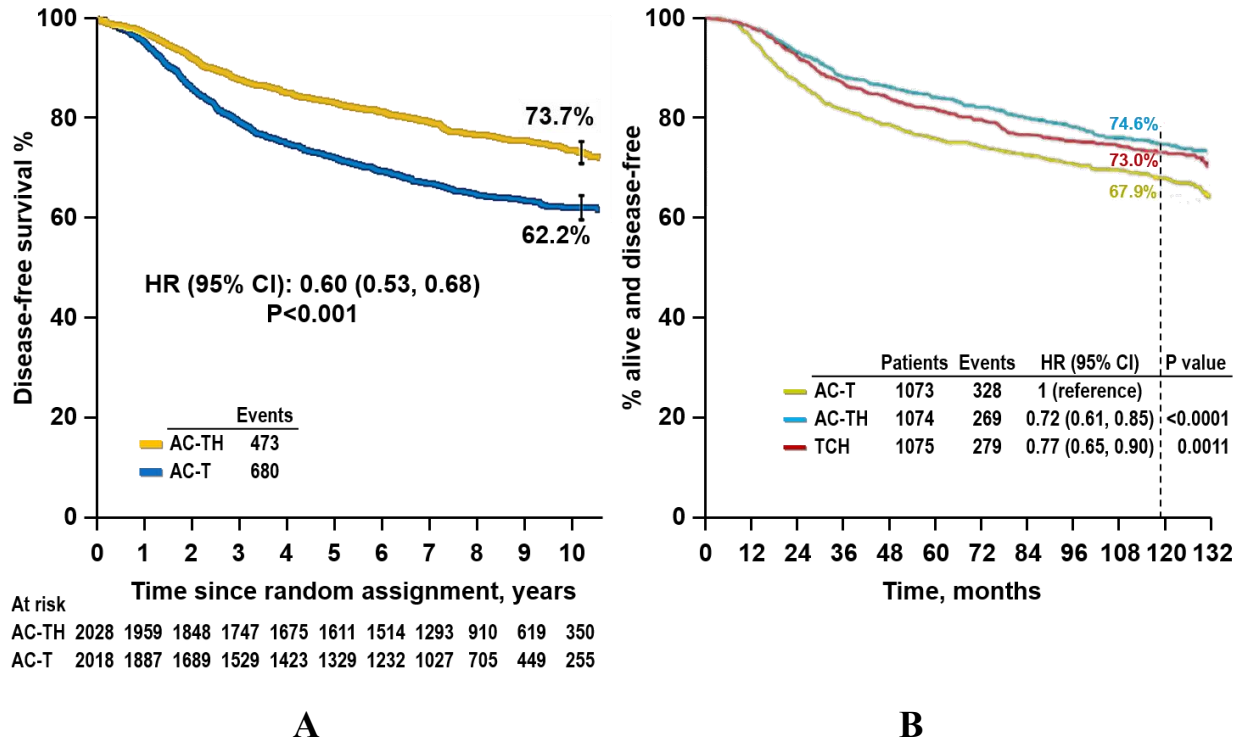 Disease-free survival %
100
80
60
40
20
0
73.7%
62.2%
HR (95% CI): 0.60 (0.53, 0.68)
P<0.001
Events
AC-TH 473
AC-T 680
0 1 2 3 4 5 6 7 8 9 10
Time since random assignment, years
At risk
AC-TH 2028 1959 1848 1747 1675 1611 1514 1293 910 619 350
AC-T 2018 1887 1689 1529 1423 1329 1232 1027 705 449 255
A
% alive and disease-free
100
80
60
40
20
0
74.6%
73.0%
67.9%
Patients Events HR (95% CI) P value
AC-T 1073 328 1 (reference)
AC-TH 1074 269 0.72 (0.61, 0.85) <0.0001
TCH 1075 279 0.77 (0.65, 0.90) 0.0011
0 12 24 36 48 60 72 84 96 108 120 132
Time, months
B